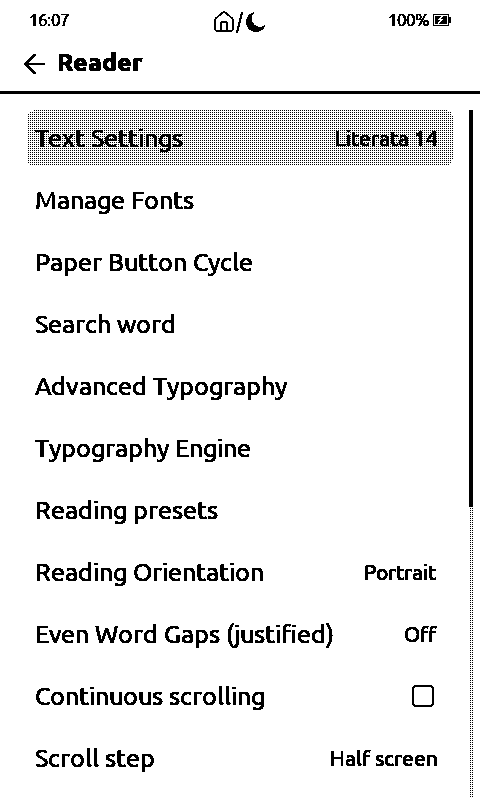 16:07 / 100%
Reader
Text Settings Literata 14
Manage Fonts
Paper Button Cycle
Search word
Advanced Typography
Typography Engine
Reading presets
Reading Orientation Portrait
Even Word Gaps (justified) Off
Continuous scrolling
Scroll step Half screen